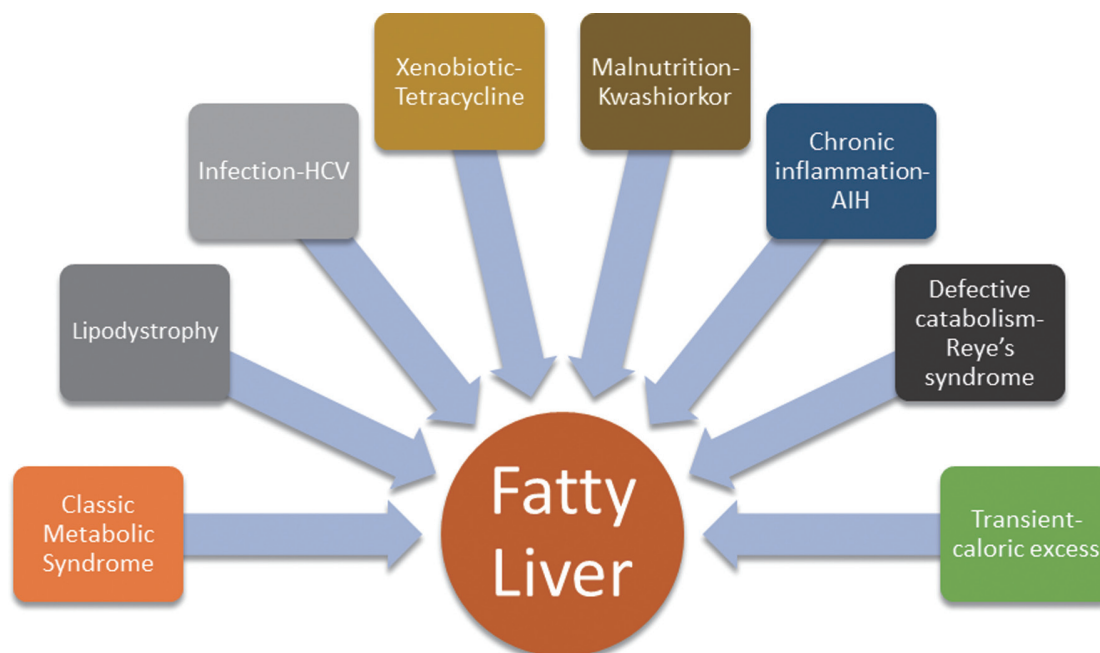 Xenobiotic-
Tetracycline
Malnutrition-
Kwashiorkor
Infection-HCV
Chronic
inflammation-
AIH
Lipodystrophy
Defective
catabolism-
Reye’s
syndrome
Classic
Metabolic
Syndrome
Fatty
Liver
Transient-
caloric excess